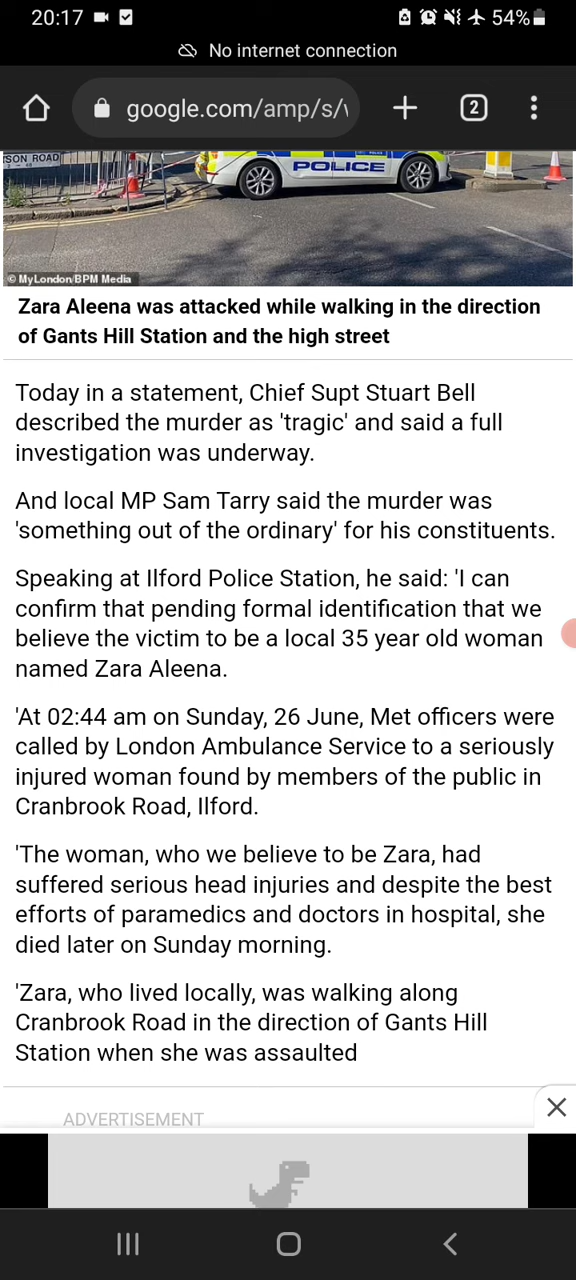 20:17
54%
No internet connection
google.com/amp/s/
2
SON ROAD
POLICE
© MyLondon/BPM Media
Zara Aleena was attacked while walking in the direction
of Gants Hill Station and the high street
Today in a statement, Chief Supt Stuart Bell
described the murder as 'tragic' and said a full
investigation was underway.
And local MP Sam Tarry said the murder was
'something out of the ordinary' for his constituents.
Speaking at Ilford Police Station, he said: 'I can
confirm that pending formal identification that we
believe the victim to be a local 35 year old woman
named Zara Aleena.
'At 02:44 am on Sunday, 26 June, Met officers were
called by London Ambulance Service to a seriously
injured woman found by members of the public in
Cranbrook Road, Ilford.
'The woman, who we believe to be Zara, had
suffered serious head injuries and despite the best
efforts of paramedics and doctors in hospital, she
died later on Sunday morning.
'Zara, who lived locally, was walking along
Cranbrook Road in the direction of Gants Hill
Station when she was assaulted
ADVERTISEMENT